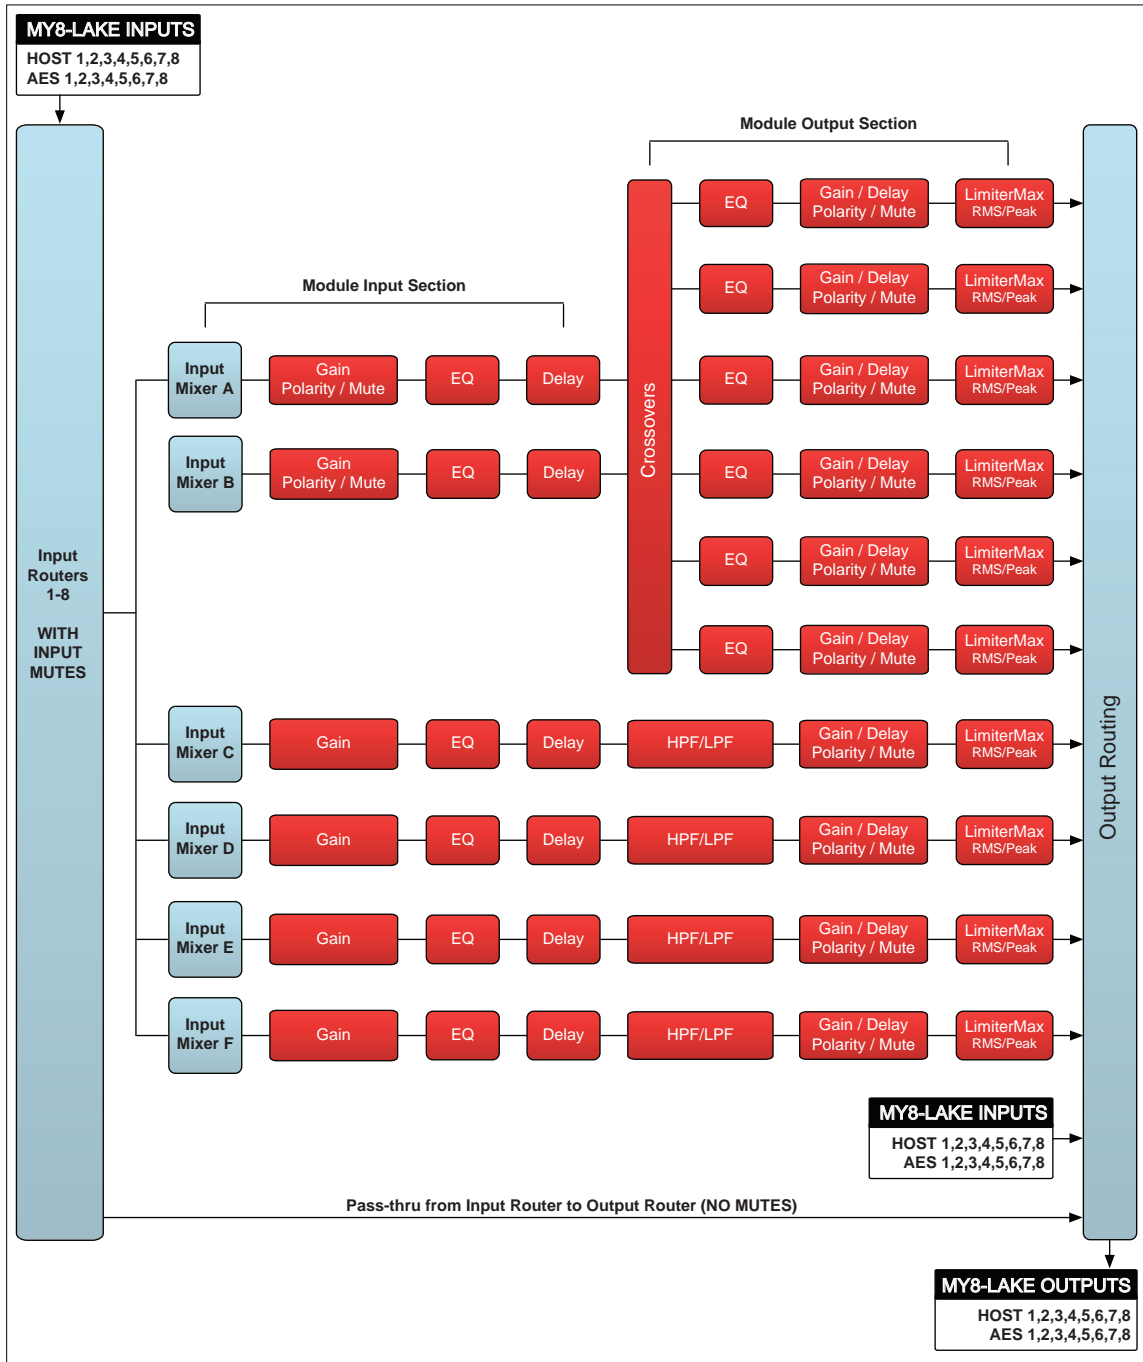 MY8-LAKE INPUTS
HOST 1,2,3,4,5,6,7,8
AES 1,2,3,4,5,6,7,8
Module Output Section
EQ
Gain / Delay
Polarity / Mute
LimiterMax
RMS/Peak
EQ
Gain / Delay
Polarity / Mute
LimiterMax
RMS/Peak
Module Input Section
Input
Mixer A
Gain
Polarity / Mute
EQ
Delay
EQ
Gain / Delay
Polarity / Mute
LimiterMax
RMS/Peak
Crossovers
Input
Mixer B
Gain
Polarity / Mute
EQ
Delay
EQ
Gain / Delay
Polarity / Mute
LimiterMax
RMS/Peak
Input
Routers
1-8
WITH
INPUT
MUTES
EQ
Gain / Delay
Polarity / Mute
LimiterMax
RMS/Peak
EQ
Gain / Delay
Polarity / Mute
LimiterMax
RMS/Peak
Input
Mixer C
Gain
EQ
Delay
HPF/LPF
Gain / Delay
Polarity / Mute
LimiterMax
RMS/Peak
Output Routing
Input
Mixer D
Gain
EQ
Delay
HPF/LPF
Gain / Delay
Polarity / Mute
LimiterMax
RMS/Peak
Input
Mixer E
Gain
EQ
Delay
HPF/LPF
Gain / Delay
Polarity / Mute
LimiterMax
RMS/Peak
Input
Mixer F
Gain
EQ
Delay
HPF/LPF
Gain / Delay
Polarity / Mute
LimiterMax
RMS/Peak
MY8-LAKE INPUTS
HOST 1,2,3,4,5,6,7,8
AES 1,2,3,4,5,6,7,8
Pass-thru from Input Router to Output Router (NO MUTES)
MY8-LAKE OUTPUTS
HOST 1,2,3,4,5,6,7,8
AES 1,2,3,4,5,6,7,8